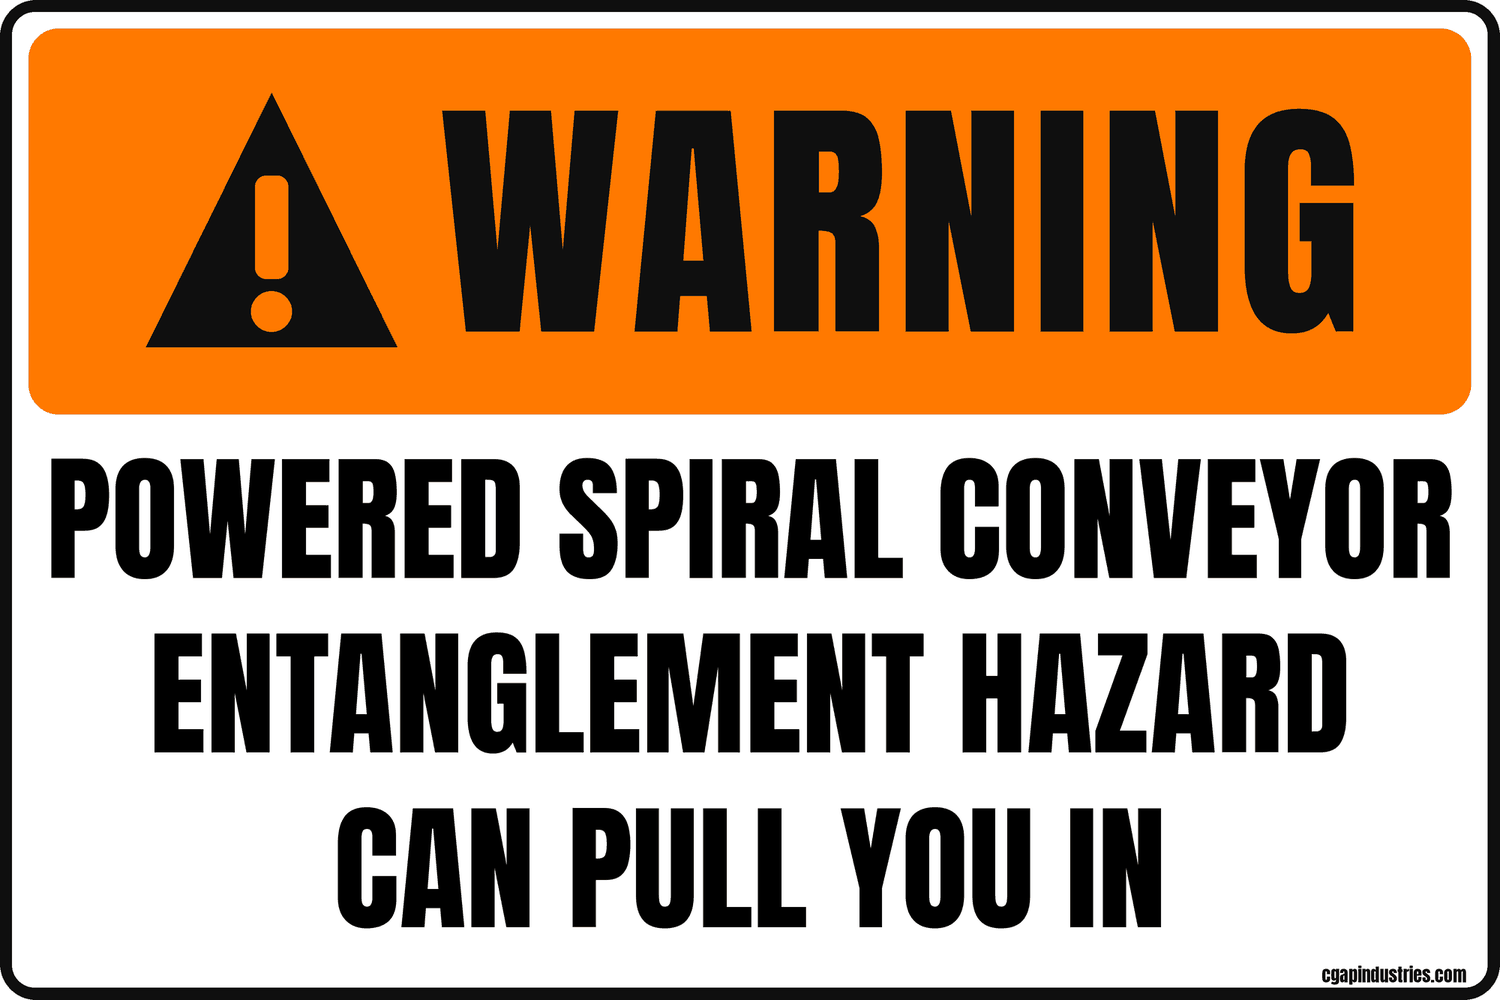 WARNING
POWERED SPIRAL CONVEYOR
ENTANGLEMENT HAZARD
CAN PULL YOU IN
cgapindustries.com